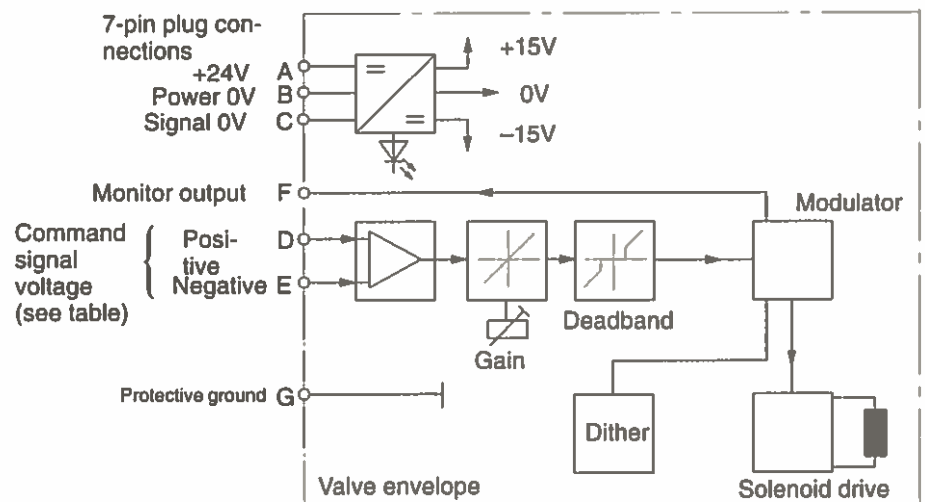 7-pin plug con-
nections
+24V A
Power 0V B
Signal 0V C
+15V
0V
–15V
Monitor output F
Modulator
Command
signal
voltage
(see table)
Posi-
tive
D
Negative E
Gain
Deadband
Protective ground G
Dither
Valve envelope
Solenoid drive